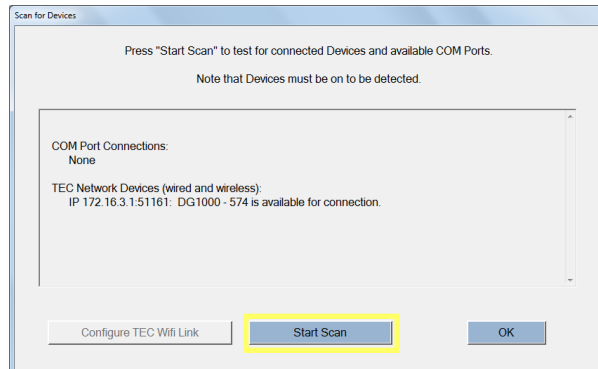 Scan for Devices
Press "Start Scan" to test for connected Devices and available COM Ports.
Note that Devices must be on to be detected.
COM Port Connections:
None
TEC Network Devices (wired and wireless):
IP 172.16.3.1:51161: DG1000 - 574 is available for connection.
Configure TEC Wifi Link
Start Scan
OK